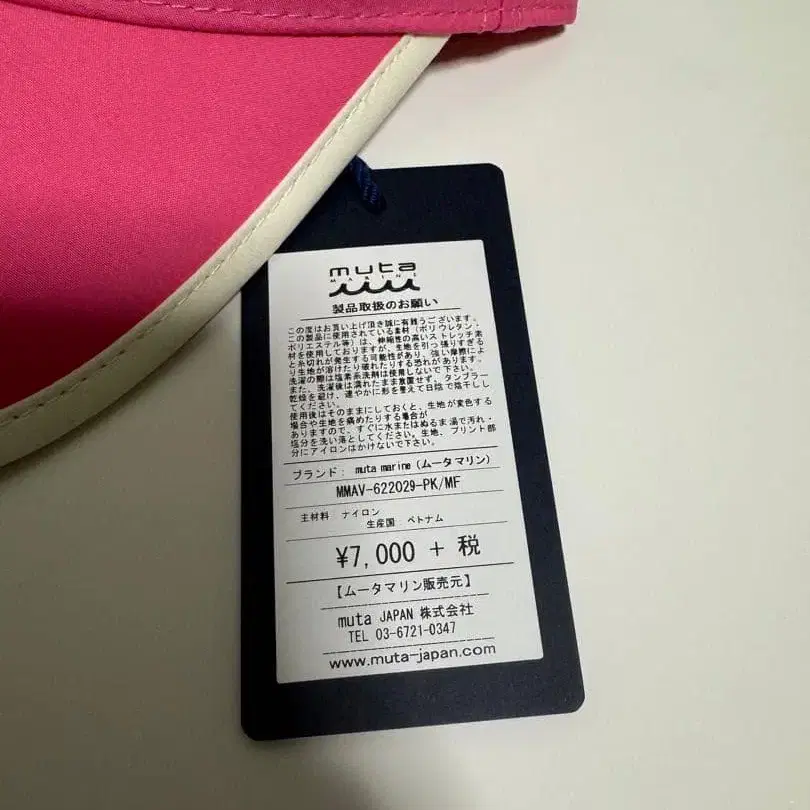 muta
MARINE
製品取扱のお願い
この度はお買い上げ頂き誠に有難うございます。
この製品に使用されている素材（ポリウレタン・
ポリエステル等）は、伸縮性の高いストレッチ素
材を使用しておりますが、生地を引っ張りすぎる
と糸切れが発生する可能性があり、強い摩擦によ
り生地が溶けたり破れたりする恐れがあります。
洗濯の際は塩素系洗剤は使用しないで下さい。
また、洗濯後は濡れたまま放置せず、タンブラー
乾燥を避け、速やかに形を整えて日陰で陰干しし
てください。
使用後はそのままにしておくと、生地が変色する
場合や生地を痛めたりする場合が
ありますので、すぐに水またはぬるま湯で汚れ・
塩分を洗い落としてください。生地、プリント部
分にアイロンはかけないで下さい。
ブランド： muta marine（ムータマリン）
MMAV-622029-PK/MF
主材料 ナイロン
生産国： ベトナム
¥7,000 + 税
【ムータマリン販売元】
muta JAPAN 株式会社
TEL 03-6721-0347
www.muta-japan.com